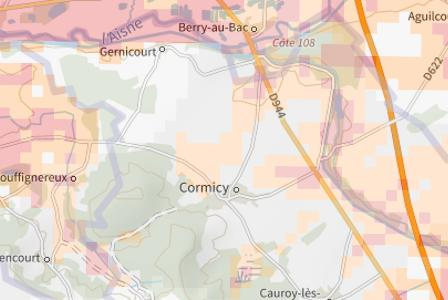 Aguilco
Berry-au-Bac
l'Aisne
Côte 108
Gernicourt
D622
D944
ouffignereux
Cormicy
encourt
Cauroy-lès-